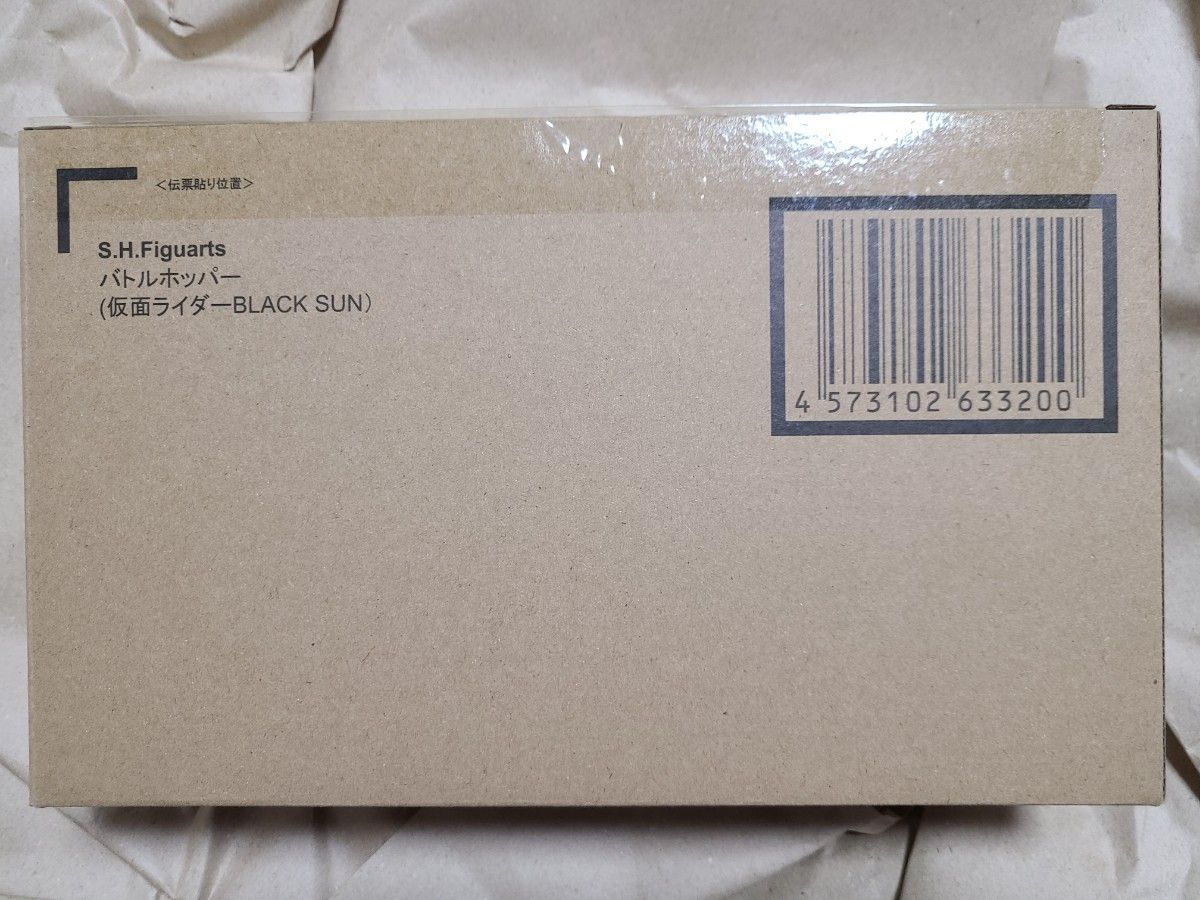 <伝票貼り位置>
S.H.Figuarts
バトルホッパー
(仮面ライダーBLACK SUN）
4 573102 633200